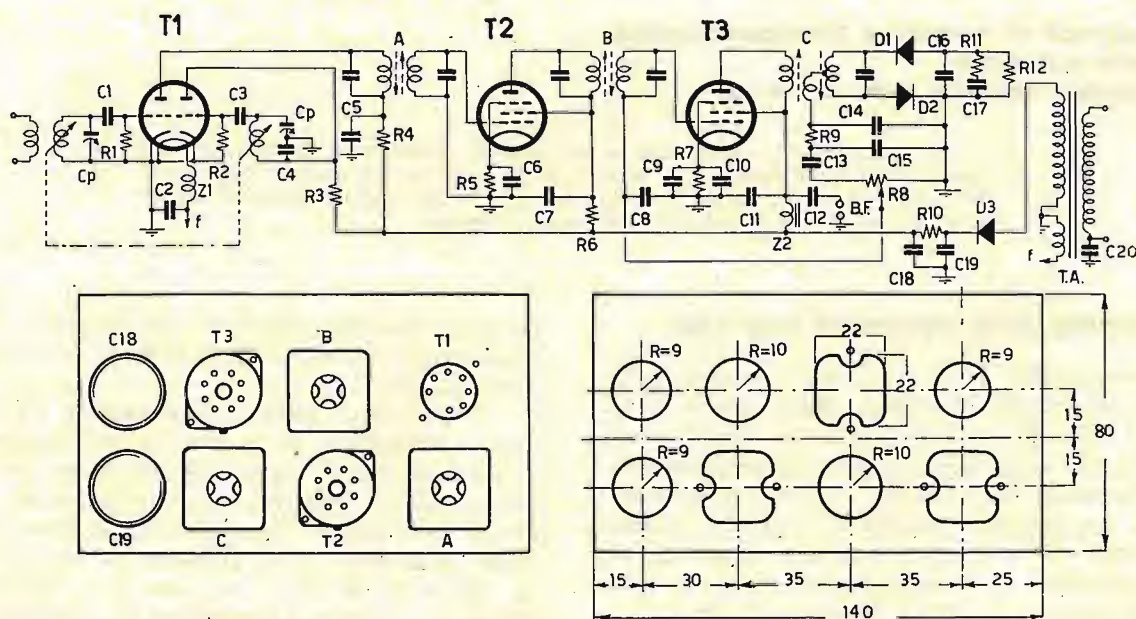 T1
T2
T3
A
B
C
D1
C16
R11
R12
C1
C3
Cp
C5
R4
C14
D2
C17
R1
R2
C4
R9
Cp
C2
Z1
f
R3
R5
C6
C7
R6
C9
R7
C10
C13
C15
R8
C8
C11
C12
B.F.
Z2
R10
D3
C18
C19
f
T.A.
C20
C18
T3
B
T1
C19
C
T2
A
R=9
R=10
22
22
R=9
15
80
R=9
R=10
15
15
30
35
35
25
140